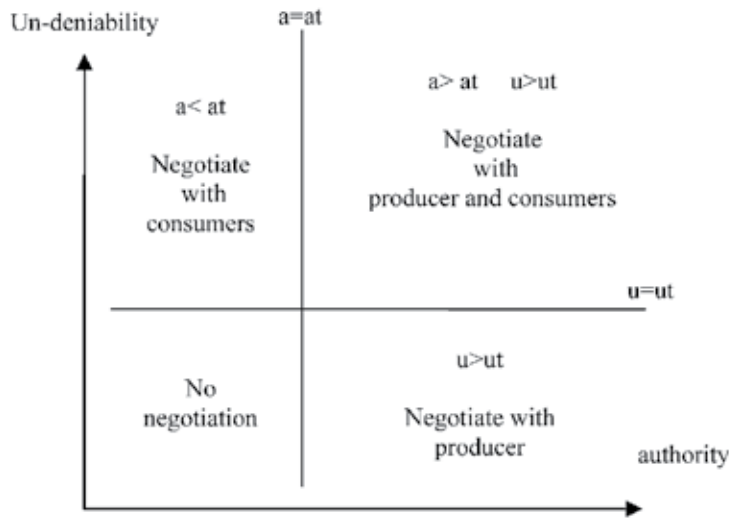 Un-deniability
a=at
a> at u>ut
a< at
Negotiate
with
producer and consumers
Negotiate
with
consumers
u=ut
u>ut
No
negotiation
Negotiate with
producer
authority